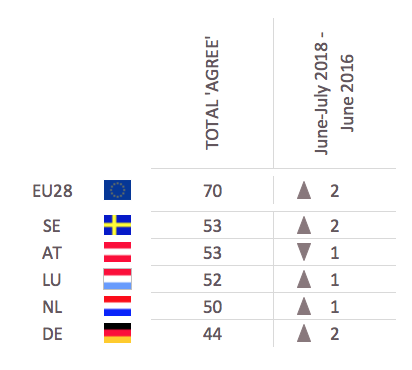 TOTAL 'AGREE'
June-July 2018 -
June 2016
EU28 70 ▲ 2
SE 53 ▲ 2
AT 53 ▼ 1
LU 52 ▲ 1
NL 50 ▲ 1
DE 44 ▲ 2